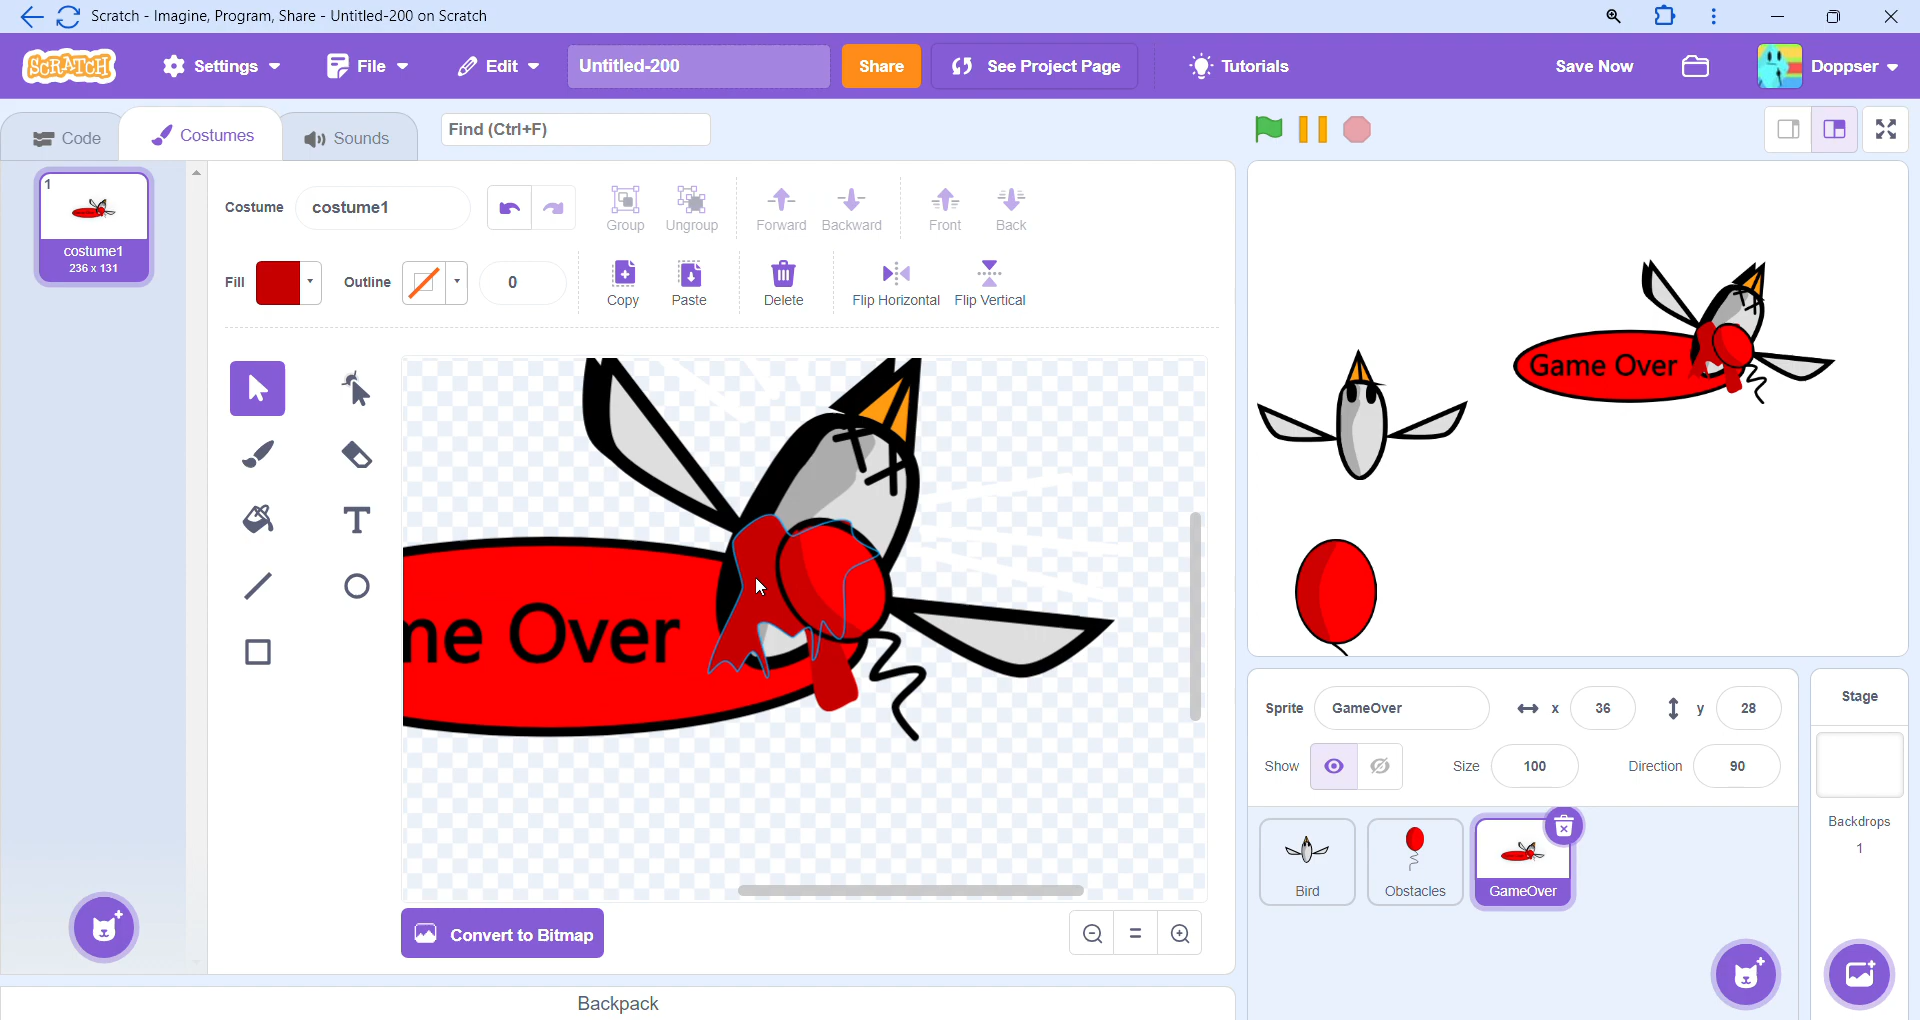 Scratch - Imagine, Program, Share - Untitled-200 on Scratch
SCRATCH
Settings
File
Edit
Untitled-200
Share
See Project Page
Tutorials
Save Now
Doppser
Code
Costumes
Sounds
Find (Ctrl+F)
1
costume1
236 x 131
Costume
costume1
Group
Ungroup
Forward
Backward
Front
Back
Fill
Outline
0
Copy
Paste
Delete
Flip Horizontal
Flip Vertical
me Over
Game Over
Convert to Bitmap
Backpack
Sprite
GameOver
x
36
y
28
Show
Size
100
Direction
90
Bird
Obstacles
GameOver
Stage
Backdrops
1